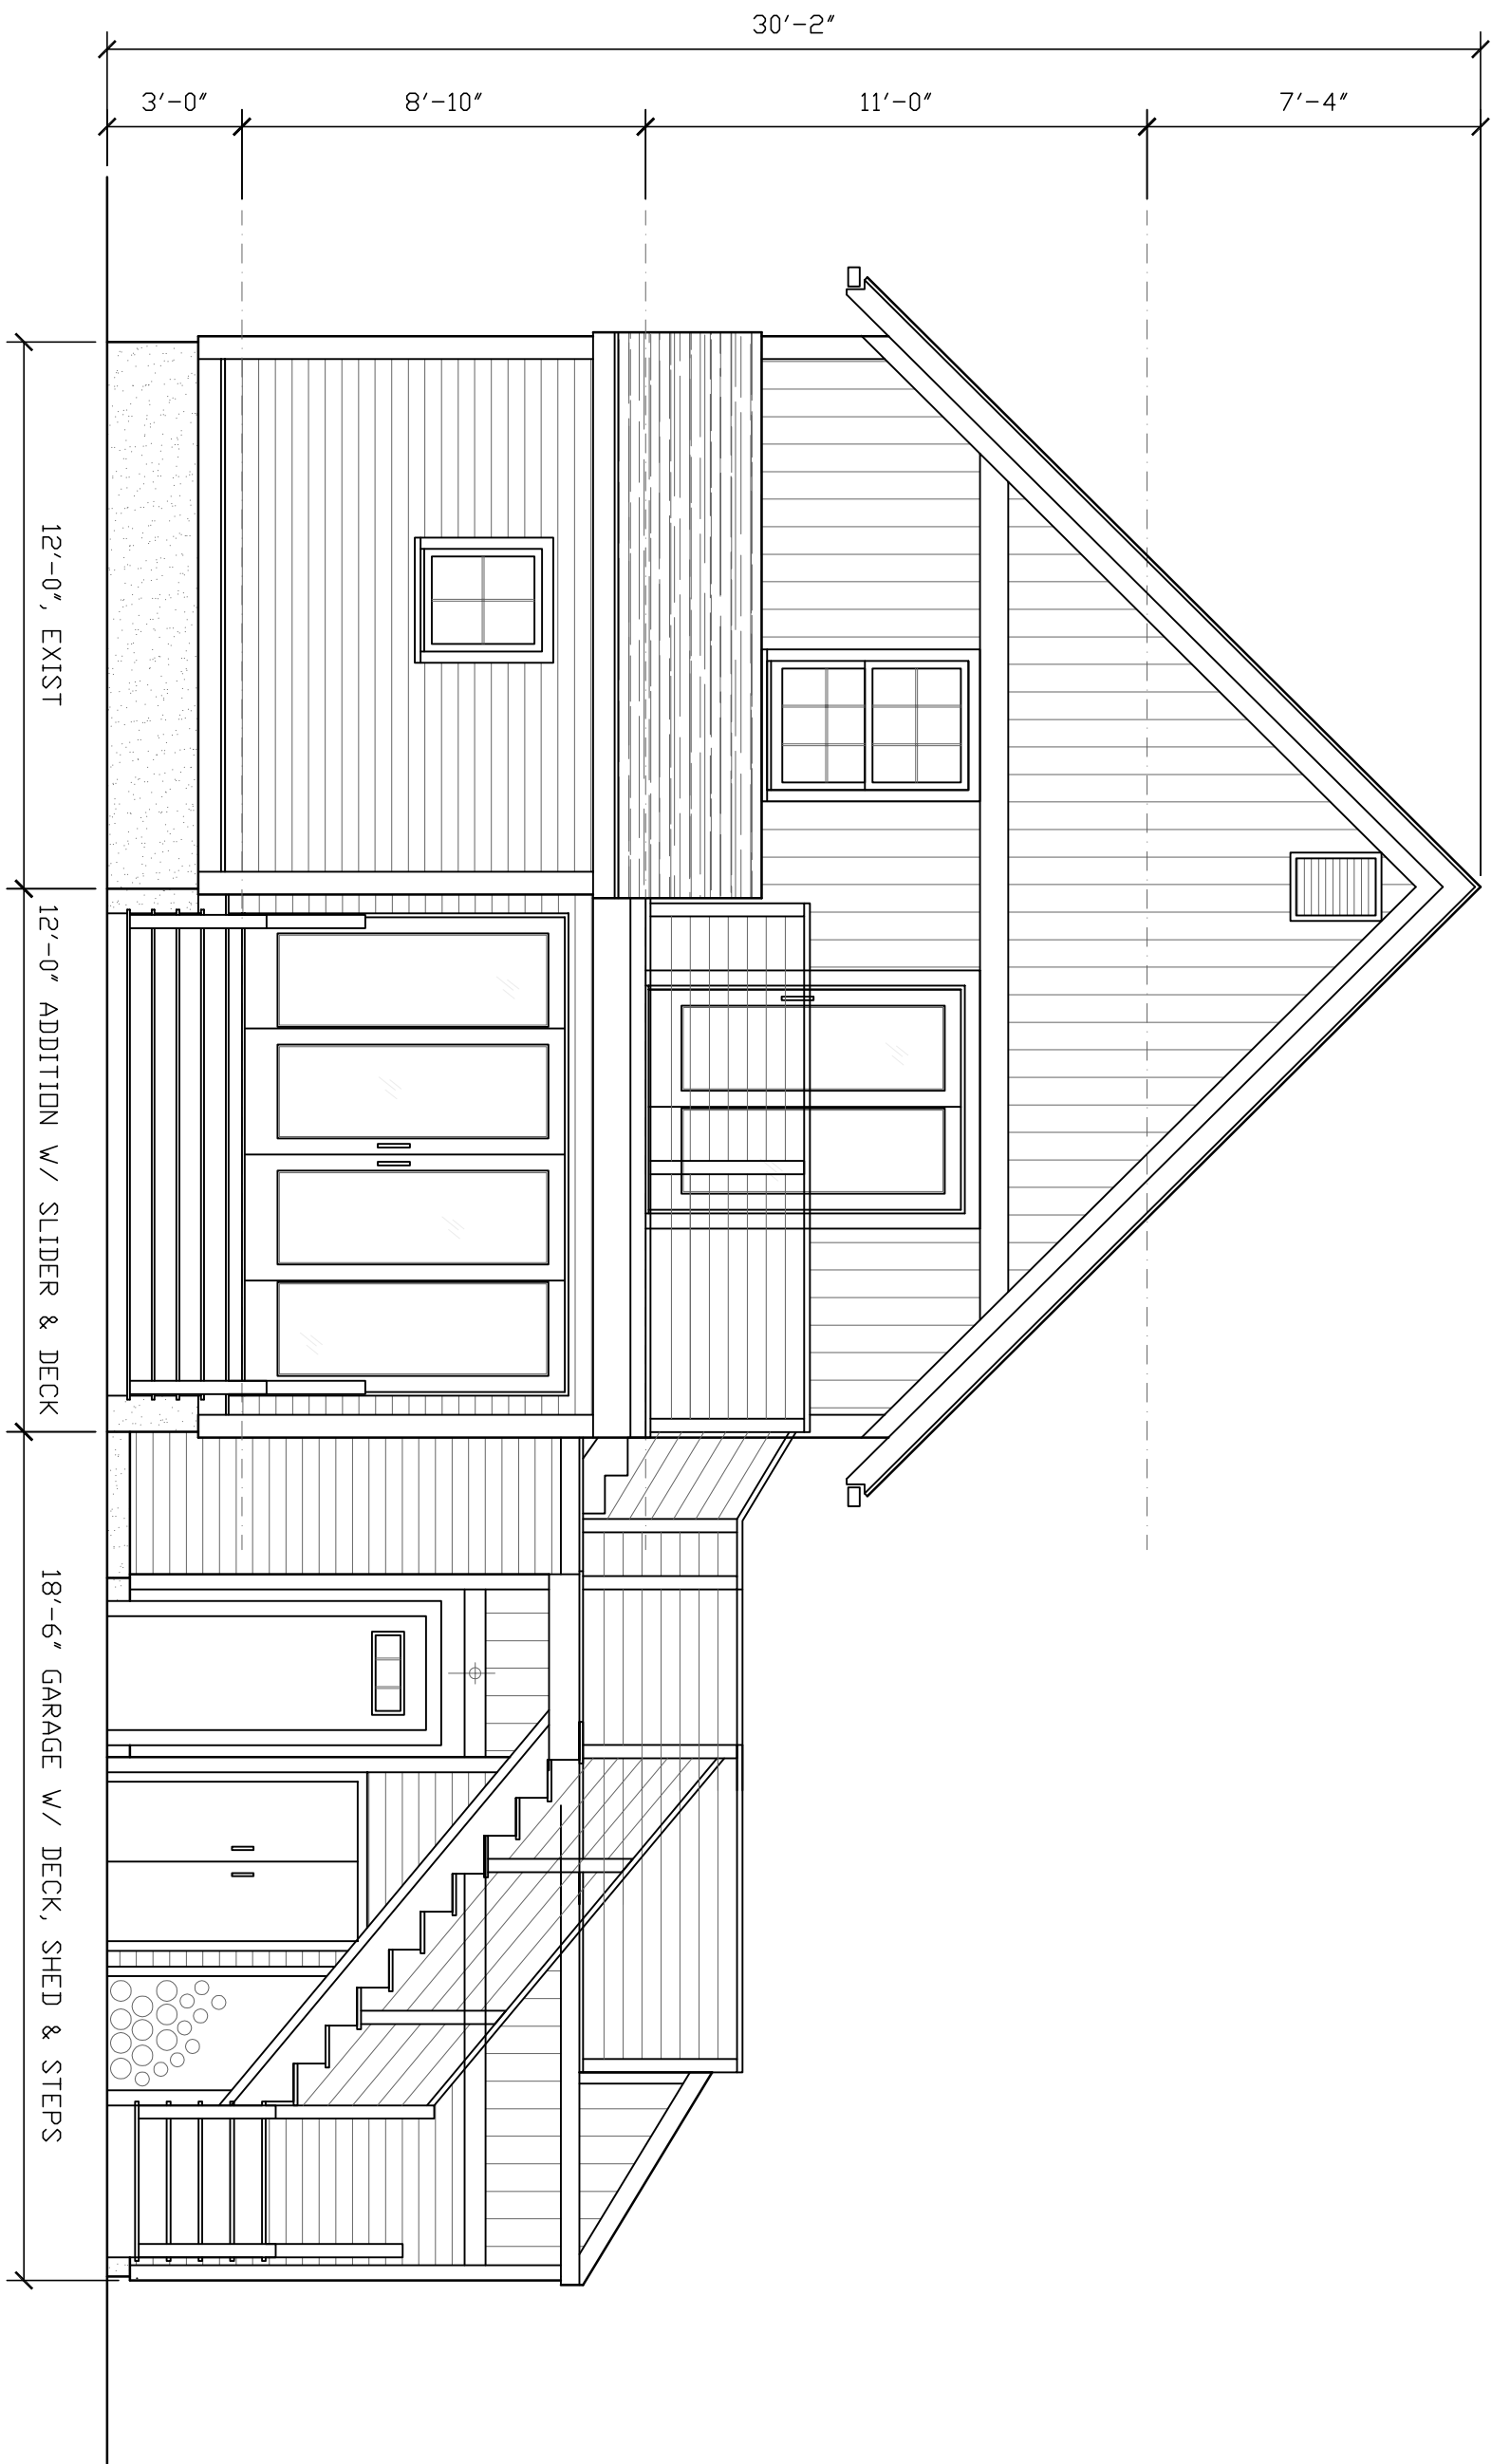 30'-2"
3'-0"
8'-10"
11'-0"
7'-4"
12'-0", EXIST
12'-0" ADDITION W/ SLIDER & DECK
18'-6" GARAGE W/ DECK, SHED & STEPS